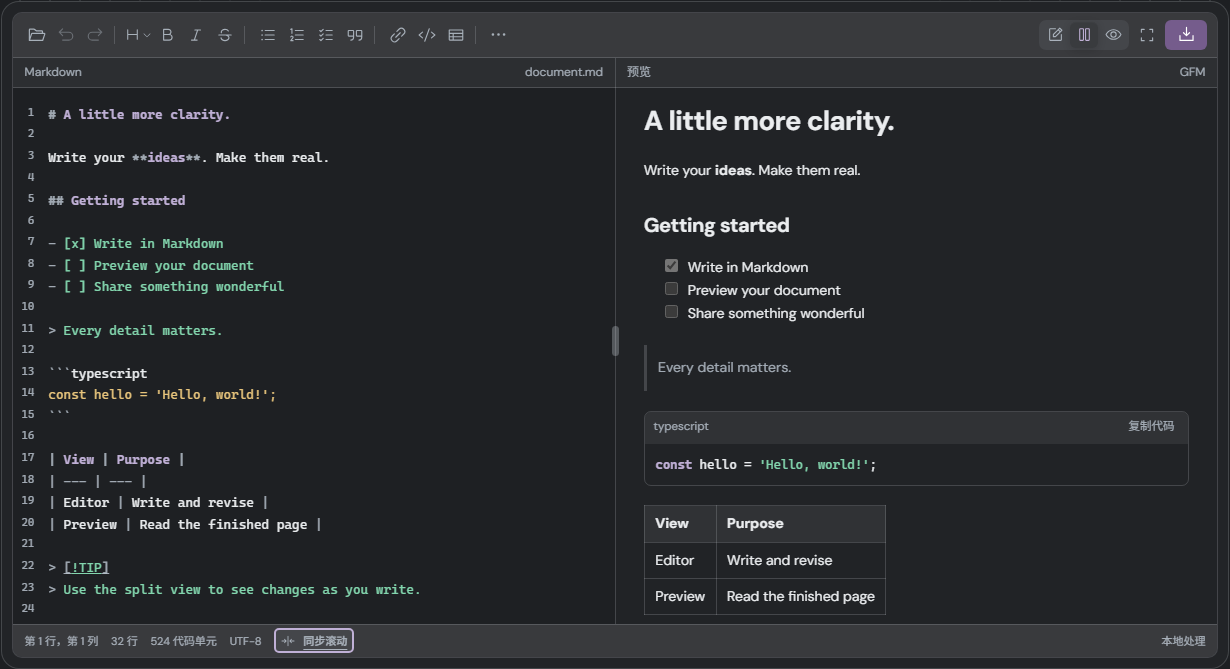 H B I S
Markdown document.md
1 # A little more clarity.
2
3 Write your **ideas**. Make them real.
4
5 ## Getting started
6
7 - [x] Write in Markdown
8 - [ ] Preview your document
9 - [ ] Share something wonderful
10
11 > Every detail matters.
12
13 ```typescript
14 const hello = 'Hello, world!';
15 ```
16
17 | View | Purpose |
18 | --- | --- |
19 | Editor | Write and revise |
20 | Preview | Read the finished page |
21
22 > [!TIP]
23 > Use the split view to see changes as you write.
24
预览 GFM
A little more clarity.
Write your ideas. Make them real.
Getting started
Write in Markdown
Preview your document
Share something wonderful
Every detail matters.
typescript 复制代码
const hello = 'Hello, world!';
View Purpose
Editor Write and revise
Preview Read the finished page
第 1 行，第 1 列 32 行 524 代码单元 UTF-8 同步滚动 本地处理